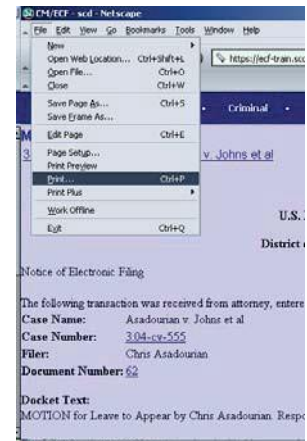 CM/ECF - scd - Netscape
File Edit View Go Bookmarks Tools Window Help
New
Open Web Location... Ctrl+Shift+L
https://ecf-train.scd
Open File... Ctrl+O
Close Ctrl+W
Save Page As... Ctrl+S
Save Frame As...
Criminal •
Edit Page Ctrl+E
Page Setup...
v. Johns et al
Print Preview
Print... Ctrl+P
Print Plus
Work Offline
Exit Ctrl+Q
U.S.
District
Notice of Electronic Filing
The following transaction was received from attorney, entere
Case Name: Asadourian v. Johns et al
Case Number: 3:04-cv-555
Filer: Chris Asadourian
Document Number: 62
Docket Text:
MOTION for Leave to Appear by Chris Asadourian. Respo